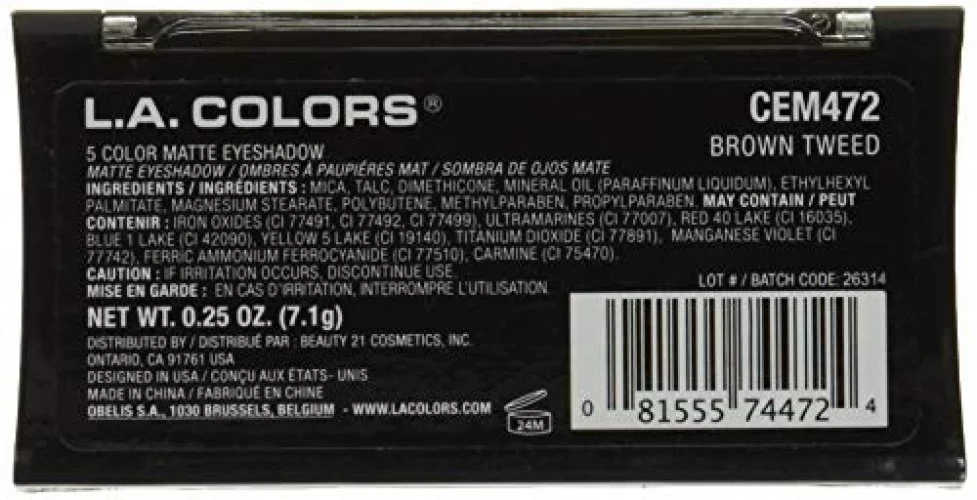 L.A. COLORS®
CEM472
BROWN TWEED
5 COLOR MATTE EYESHADOW
MATTE EYESHADOW / OMBRES À PAUPIÉRES MAT / SOMBRA DE OJOS MATE
INGREDIENTS / INGRÉDIENTS : MICA, TALC, DIMETHICONE, MINERAL OIL (PARAFFINUM LIQUIDUM), ETHYLHEXYL
PALMITATE, MAGNESIUM STEARATE, POLYBUTENE, METHYLPARABEN, PROPYLPARABEN. MAY CONTAIN / PEUT
CONTENIR : IRON OXIDES (CI 77491, CI 77492, CI 77499), ULTRAMARINES (CI 77007), RED 40 LAKE (CI 16035),
BLUE 1 LAKE (CI 42090), YELLOW 5 LAKE (CI 19140), TITANIUM DIOXIDE (CI 77891), MANGANESE VIOLET (CI
77742), FERRIC AMMONIUM FERROCYANIDE (CI 77510), CARMINE (CI 75470).
CAUTION : IF IRRITATION OCCURS, DISCONTINUE USE.
MISE EN GARDE : EN CAS D'IRRITATION, INTERROMPRE L'UTILISATION.
LOT # / BATCH CODE: 26314
NET WT. 0.25 OZ. (7.1g)
DISTRIBUTED BY / DISTRIBUÉ PAR : BEAUTY 21 COSMETICS, INC.
ONTARIO, CA 91761 USA
DESIGNED IN USA / CONÇU AUX ÉTATS- UNIS
MADE IN CHINA / FABRIQUÉ EN CHINE
OBELIS S.A., 1030 BRUSSELS, BELGIUM - WWW.LACOLORS.COM
24M
0 81555 74472 4